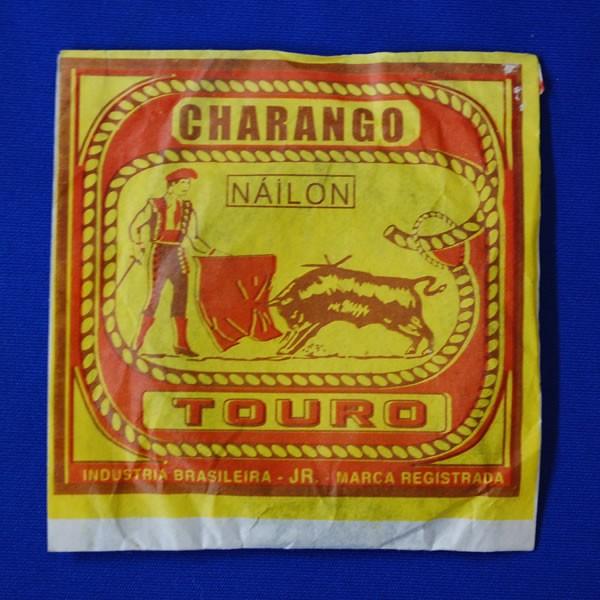 CHARANGO
NÁILON
TOURO
INDUSTRIA BRASILEIRA - JR. - MARCA REGISTRADA